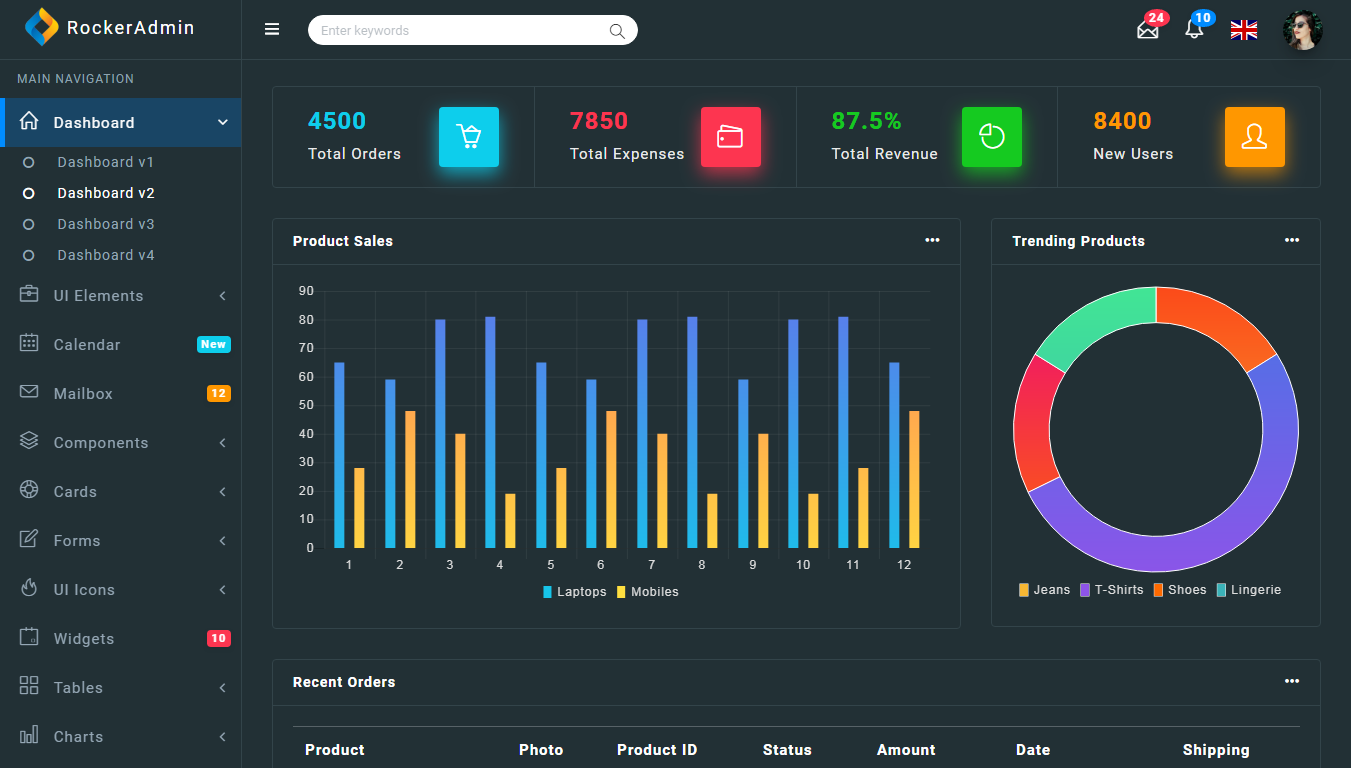 RockerAdmin
Enter keywords
24
10
MAIN NAVIGATION
Dashboard
Dashboard v1
Dashboard v2
Dashboard v3
Dashboard v4
UI Elements
Calendar New
Mailbox 12
Components
Cards
Forms
UI Icons
Widgets 10
Tables
Charts
4500
Total Orders
7850
Total Expenses
87.5%
Total Revenue
8400
New Users
Product Sales
90
80
70
60
50
40
30
20
10
0
1 2 3 4 5 6 7 8 9 10 11 12
Laptops Mobiles
Trending Products
Jeans T-Shirts Shoes Lingerie
Recent Orders
Product Photo Product ID Status Amount Date Shipping